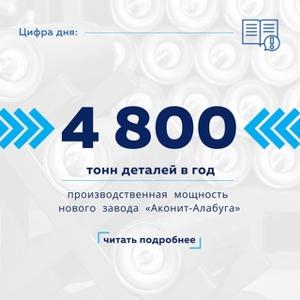 Цифра дня:
4 800
тонн деталей в год
производственная мощность
нового завода «Аконит-Алабуга»
читать подробнее